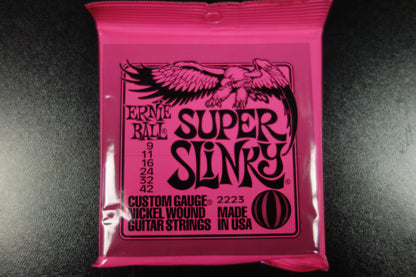 ERNIE BALL®
SUPER SLINKY®
9
11
16
24
32
42
CUSTOM GAUGE® 2223
NICKEL WOUND MADE
GUITAR STRINGS IN USA